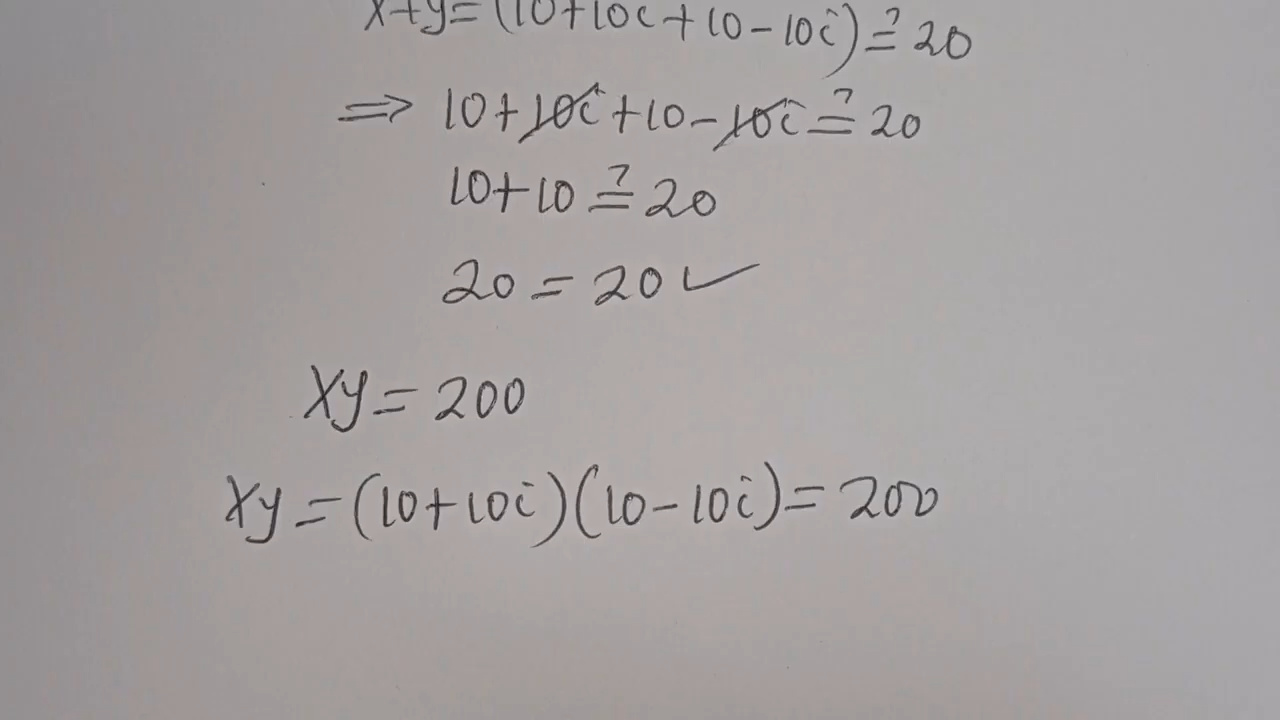 x+y=(10+10i+10-10i)≟20
⇒ 10+10i+10-10i≟20
10+10≟20
20=20✓
xy=200
xy=(10+10i)(10-10i)=200